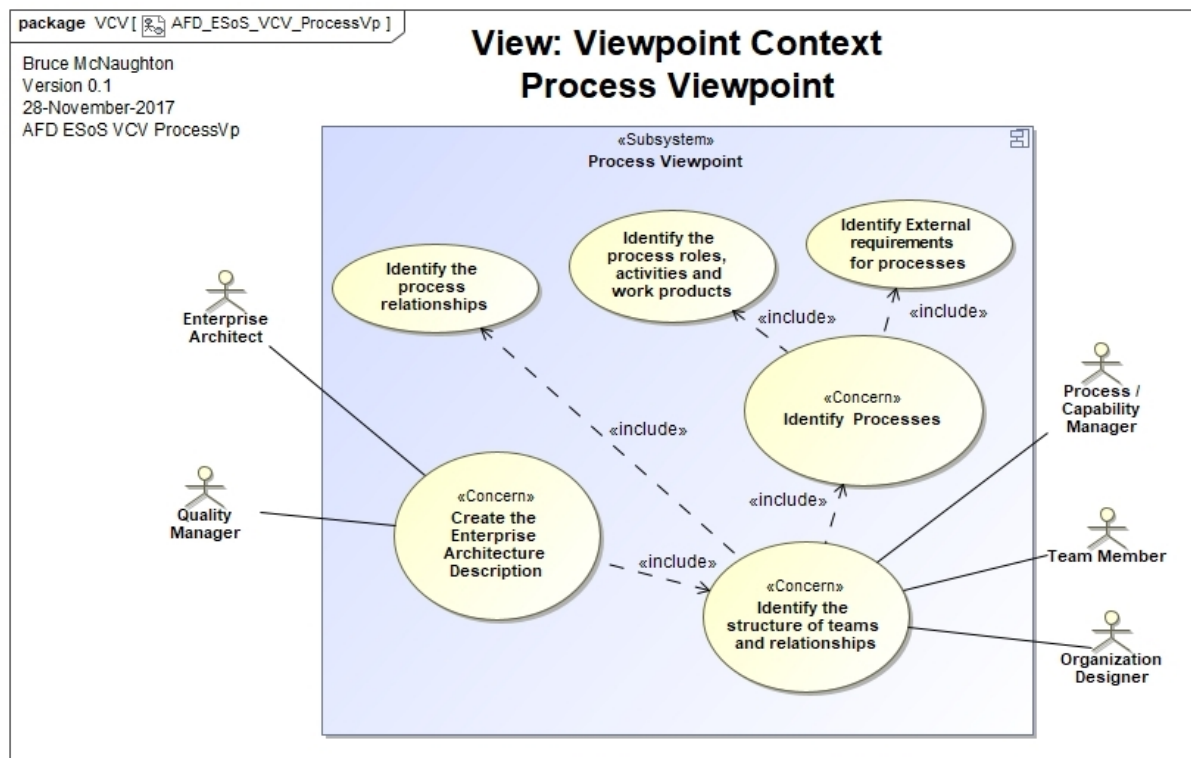 package VCV [ AFD_ESoS_VCV_ProcessVp ]
View: Viewpoint Context
Process Viewpoint
Bruce McNaughton
Version 0.1
28-November-2017
AFD ESoS VCV ProcessVp
«Subsystem»
Process Viewpoint
Identify the
process
relationships
Identify the
process roles,
activities and
work products
Identify External
requirements
for processes
«include»
«include»
Enterprise
Architect
«Concern»
Identify Processes
Process /
Capability
Manager
«include»
«include»
Quality
Manager
«Concern»
Create the
Enterprise
Architecture
Description
«include»
Team Member
«Concern»
Identify the
structure of teams
and relationships
Organization
Designer